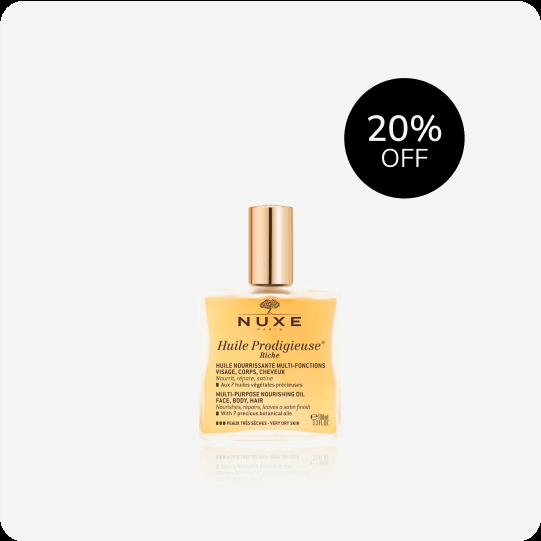 20%
OFF
NUXE
PARIS
Huile Prodigieuse®
Riche
HUILE NOURRISSANTE MULTI-FONCTIONS
VISAGE, CORPS, CHEVEUX
Nourrit, répare, satine
Aux 7 huiles végétales précieuses
MULTI-PURPOSE NOURISHING OIL
FACE, BODY, HAIR
Nourishes, repairs, leaves a satin finish
With 7 precious botanical oils
PEAUX TRÈS SÈCHES - VERY DRY SKIN
℮ 100ml
3.3 FL.OZ.